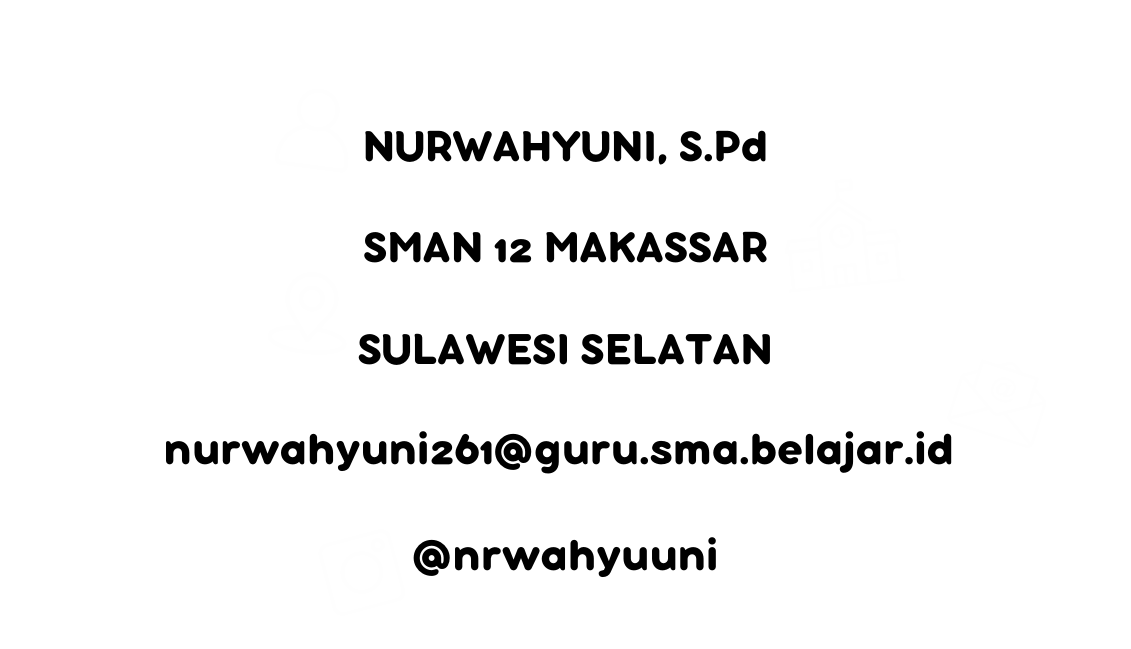 NURWAHYUNI, S.Pd
SMAN 12 MAKASSAR
SULAWESI SELATAN
nurwahyuni261@guru.sma.belajar.id
@nrwahyuuni